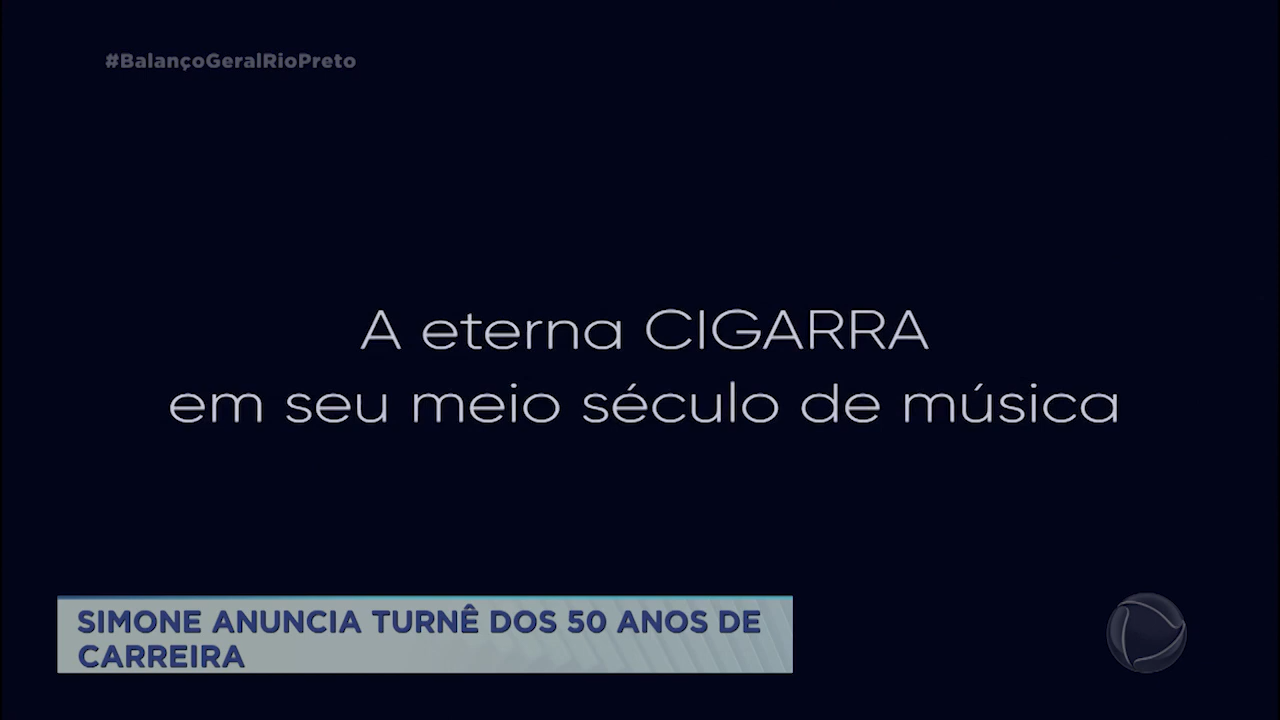 #BalançoGeralRioPreto
A eterna CIGARRA
em seu meio século de música
SIMONE ANUNCIA TURNÊ DOS 50 ANOS DE
CARREIRA